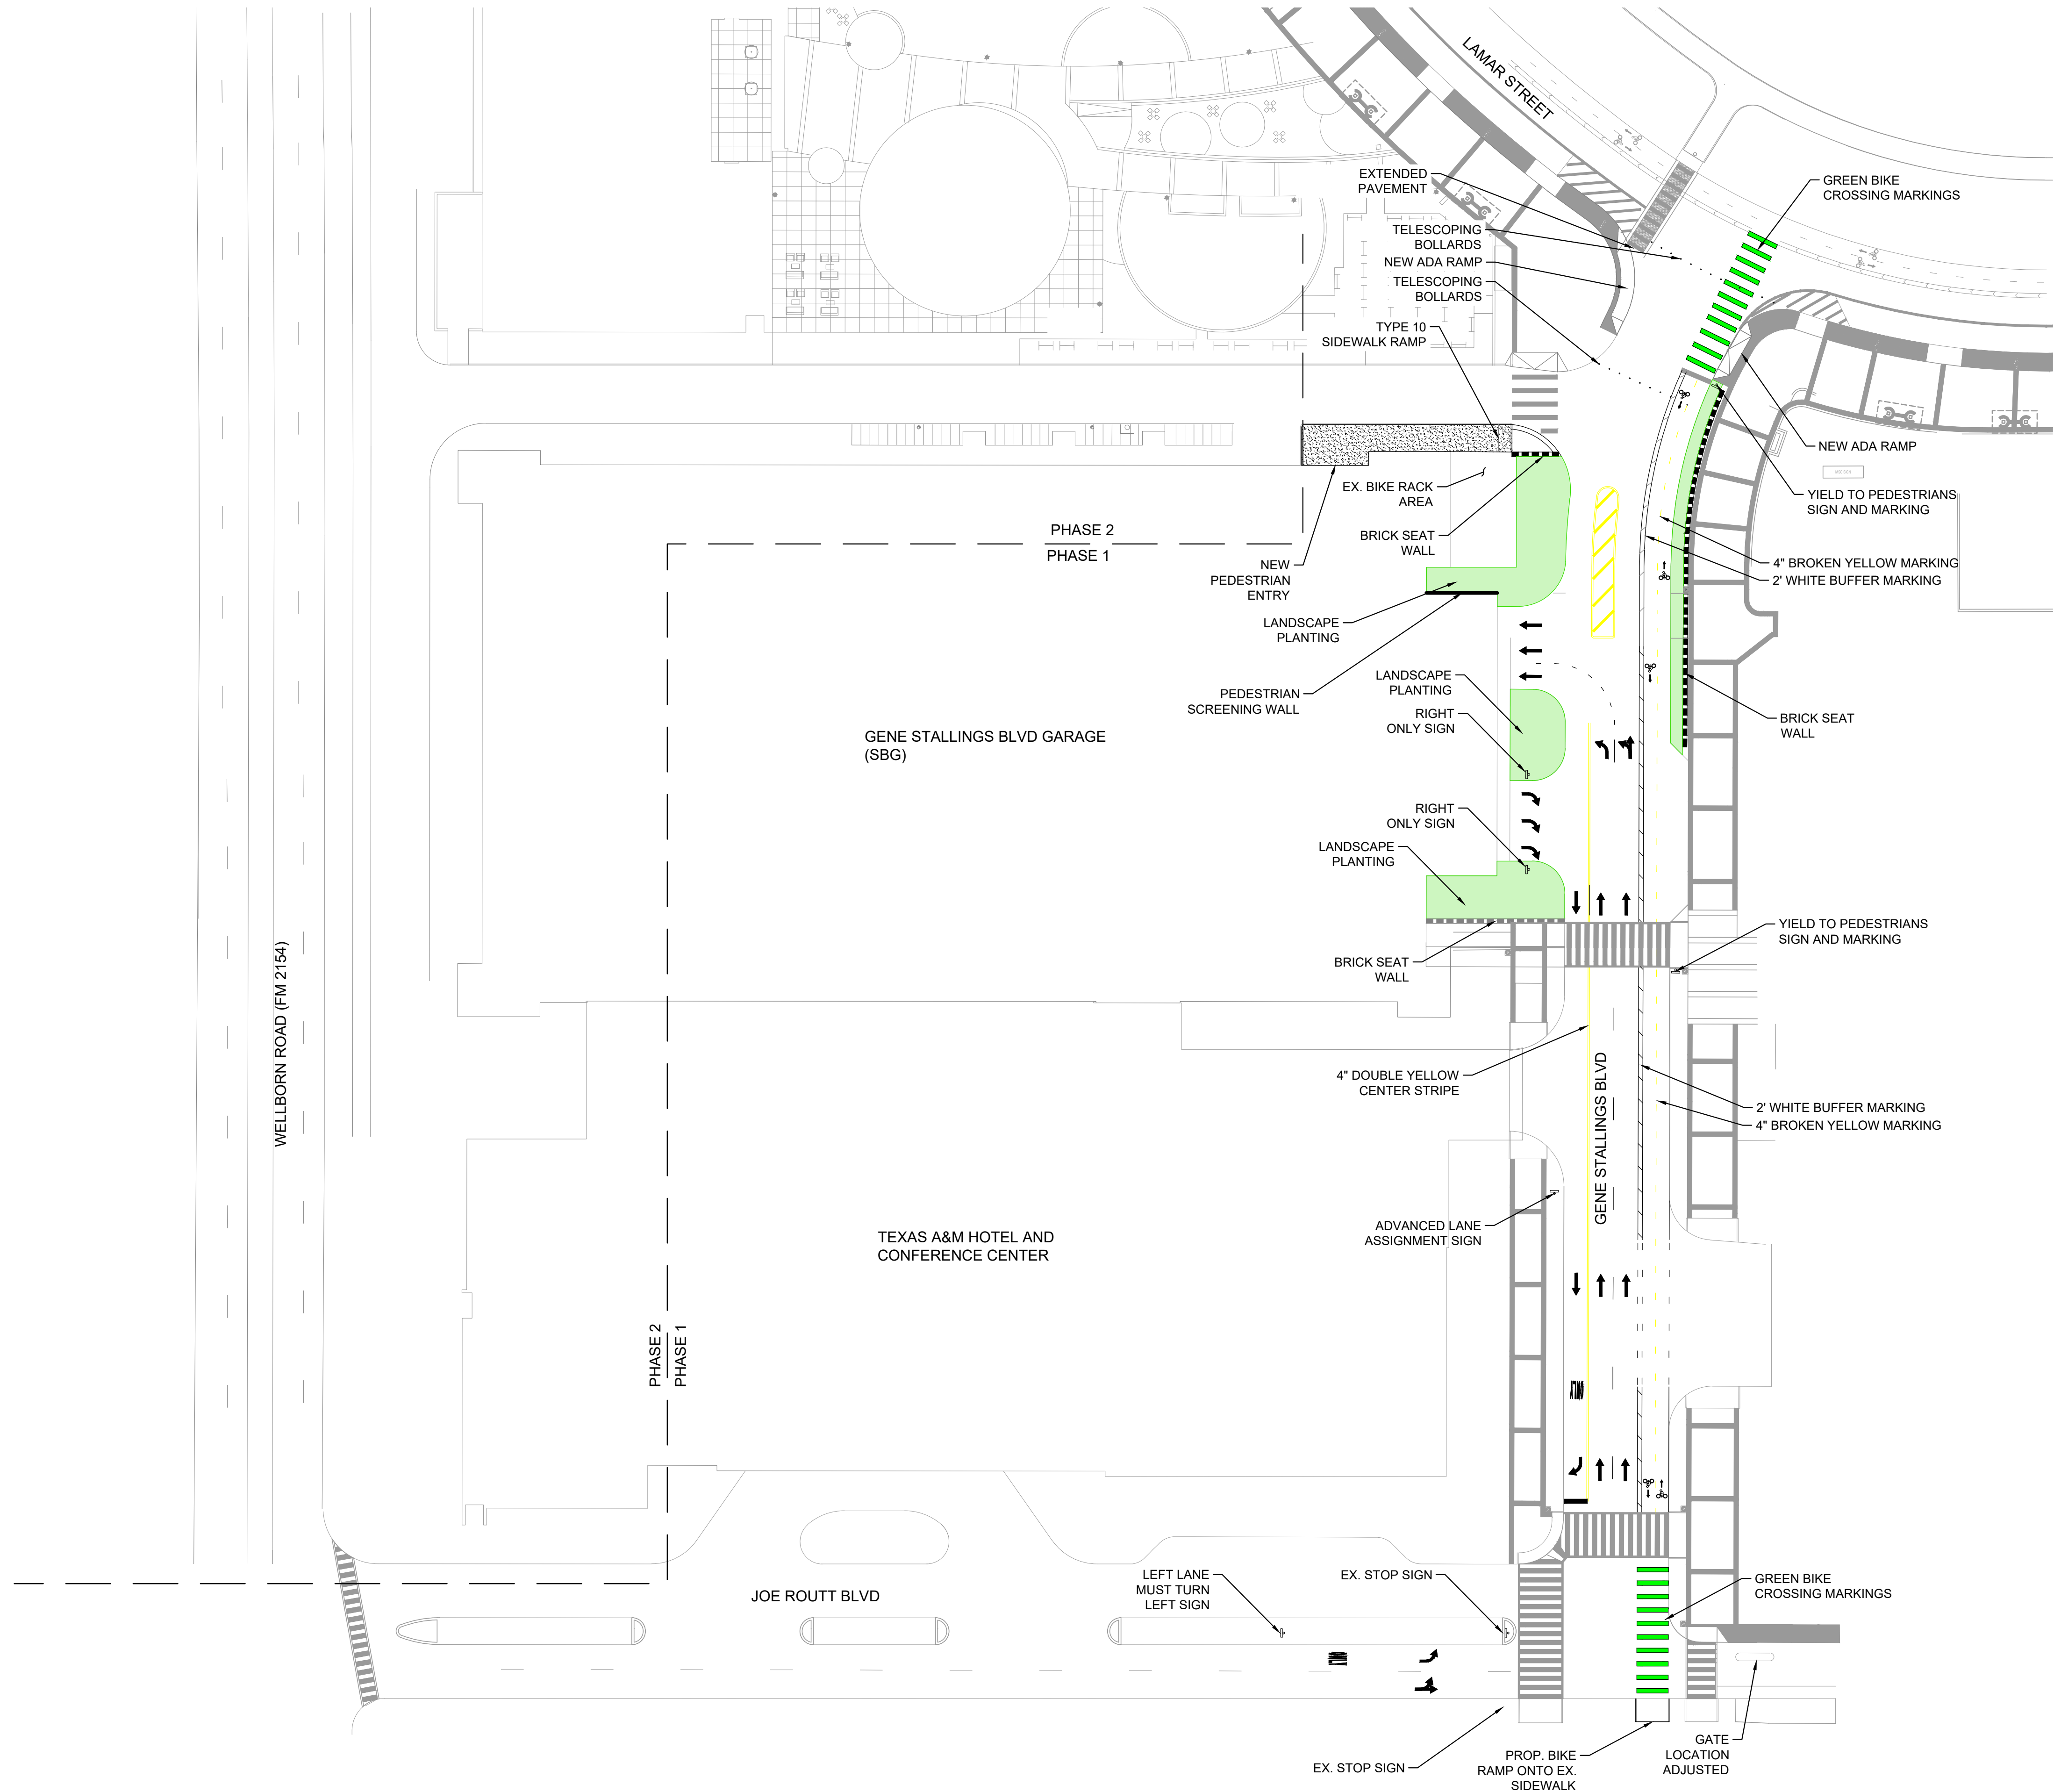 LAMAR STREET
EXTENDED
PAVEMENT
GREEN BIKE
CROSSING MARKINGS
TELESCOPING
BOLLARDS
NEW ADA RAMP
TELESCOPING
BOLLARDS
TYPE 10
SIDEWALK RAMP
NEW ADA RAMP
EX. BIKE RACK
AREA
YIELD TO PEDESTRIANS
SIGN AND MARKING
PHASE 2
PHASE 1
BRICK SEAT
WALL
NEW
PEDESTRIAN
ENTRY
4" BROKEN YELLOW MARKING
2' WHITE BUFFER MARKING
LANDSCAPE
PLANTING
PEDESTRIAN
SCREENING WALL
LANDSCAPE
PLANTING
RIGHT
ONLY SIGN
BRICK SEAT
WALL
GENE STALLINGS BLVD GARAGE
(SBG)
RIGHT
ONLY SIGN
LANDSCAPE
PLANTING
YIELD TO PEDESTRIANS
SIGN AND MARKING
BRICK SEAT
WALL
WELLBORN ROAD (FM 2154)
4" DOUBLE YELLOW
CENTER STRIPE
GENE STALLINGS BLVD
2' WHITE BUFFER MARKING
4" BROKEN YELLOW MARKING
ADVANCED LANE
ASSIGNMENT SIGN
TEXAS A&M HOTEL AND
CONFERENCE CENTER
PHASE 2
PHASE 1
ONLY
LEFT LANE
MUST TURN
LEFT SIGN
EX. STOP SIGN
GREEN BIKE
CROSSING MARKINGS
JOE ROUTT BLVD
ONLY
EX. STOP SIGN
PROP. BIKE
RAMP ONTO EX.
SIDEWALK
GATE
LOCATION
ADJUSTED